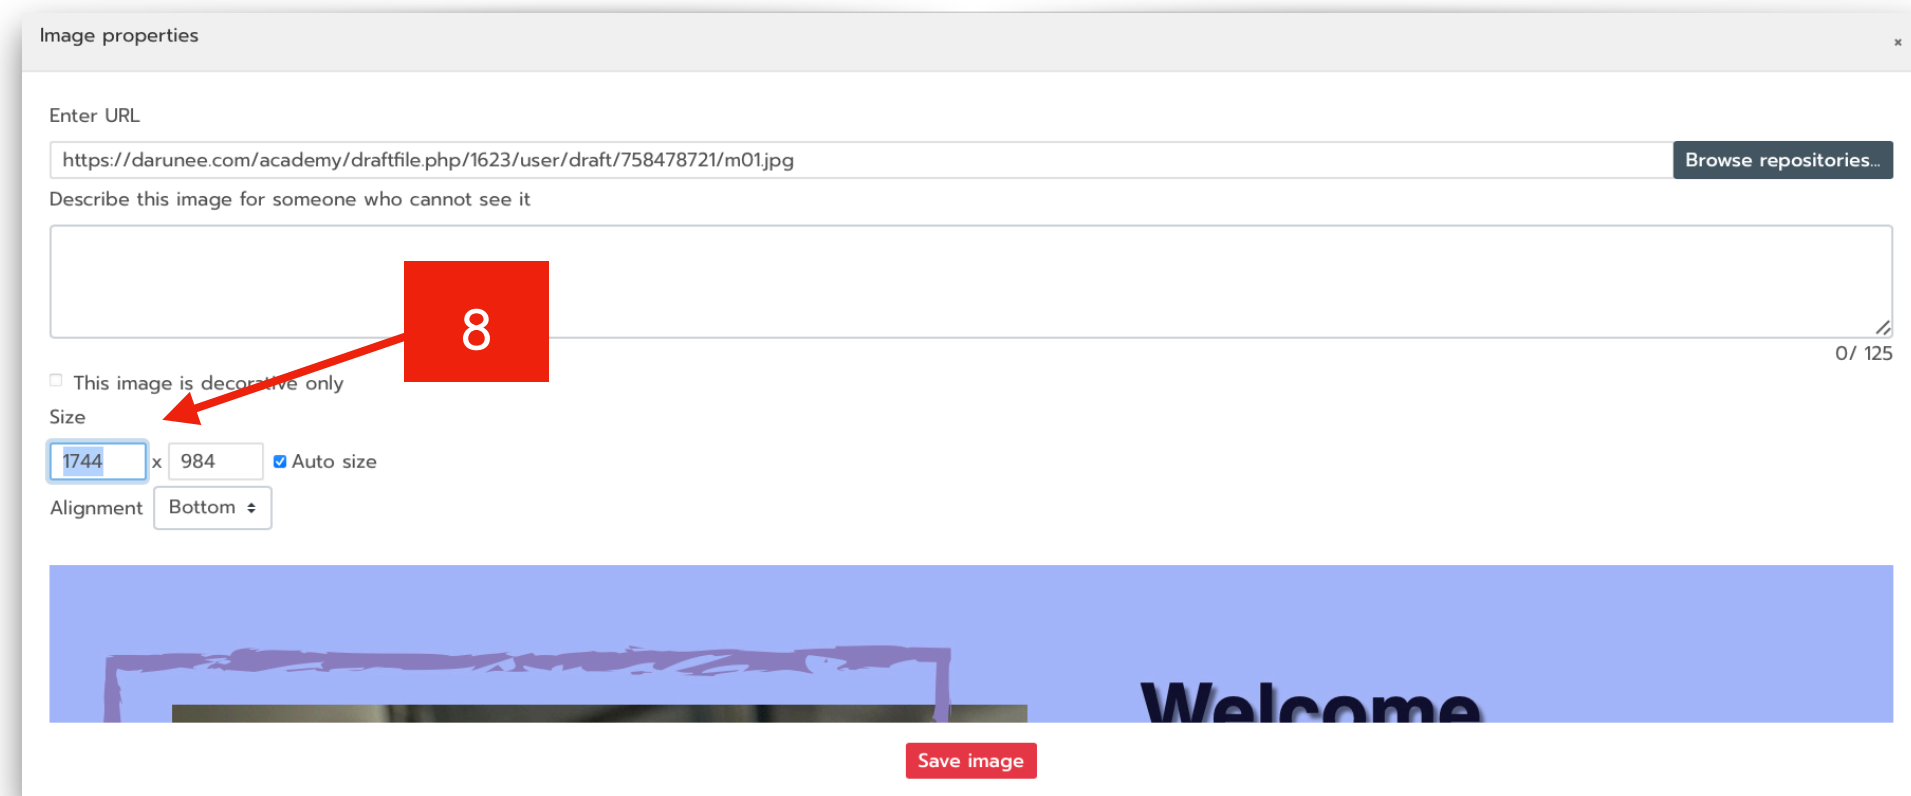 Image properties
×
Enter URL
https://darunee.com/academy/draftfile.php/1623/user/draft/758478721/m01.jpg
Browse repositories...
Describe this image for someone who cannot see it
8
0/ 125
This image is decorative only
Size
1744 x 984 Auto size
Alignment Bottom
Welcome
Save image